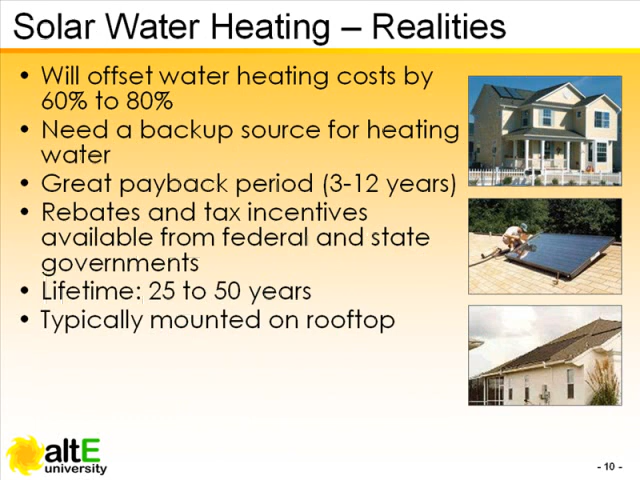 Solar Water Heating – Realities
• Will offset water heating costs by
60% to 80%
• Need a backup source for heating
water
• Great payback period (3-12 years)
• Rebates and tax incentives
available from federal and state
governments
• Lifetime: 25 to 50 years
• Typically mounted on rooftop
altE
university
- 10 -